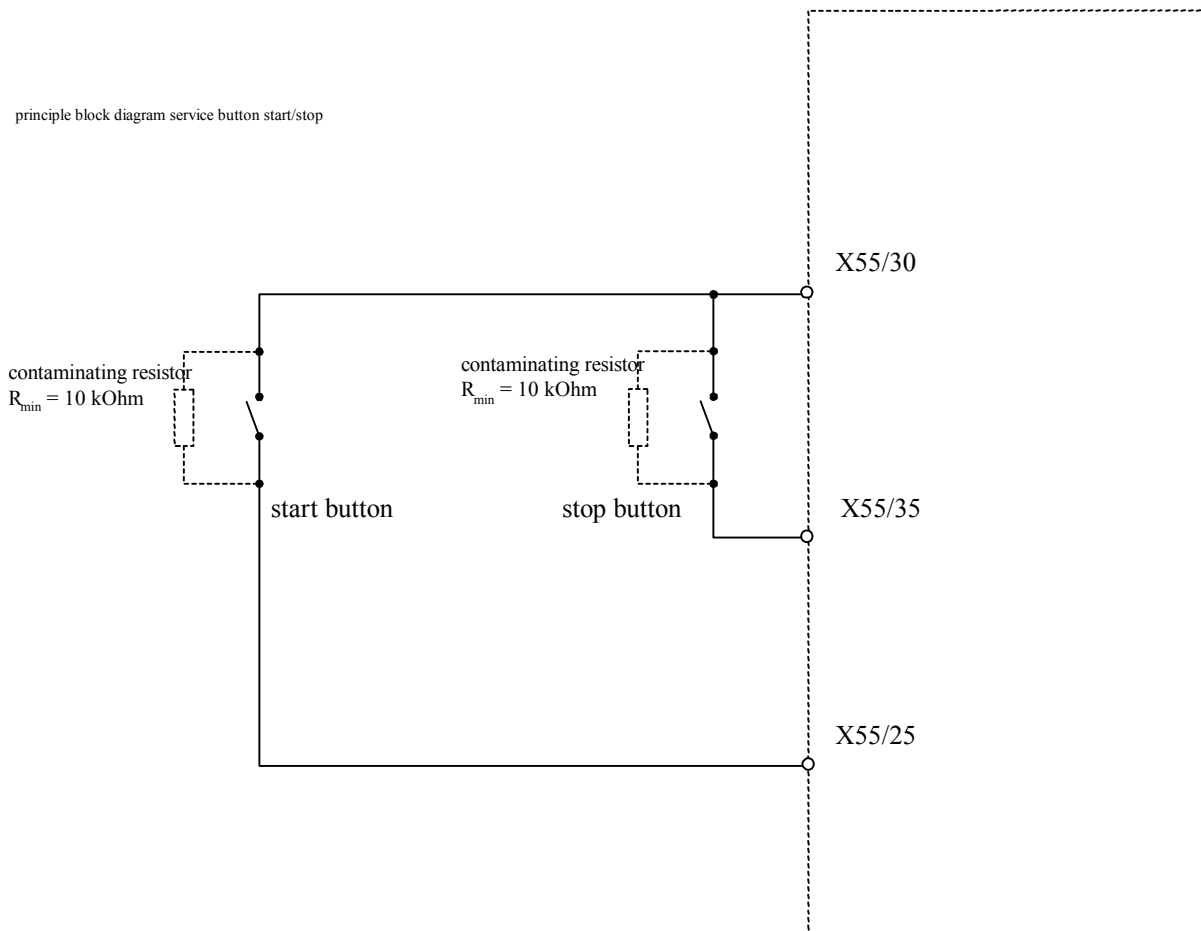 principle block diagram service button start/stop
X55/30
contaminating resistor
R_min = 10 kOhm
contaminating resistor
R_min = 10 kOhm
start button
stop button
X55/35
X55/25